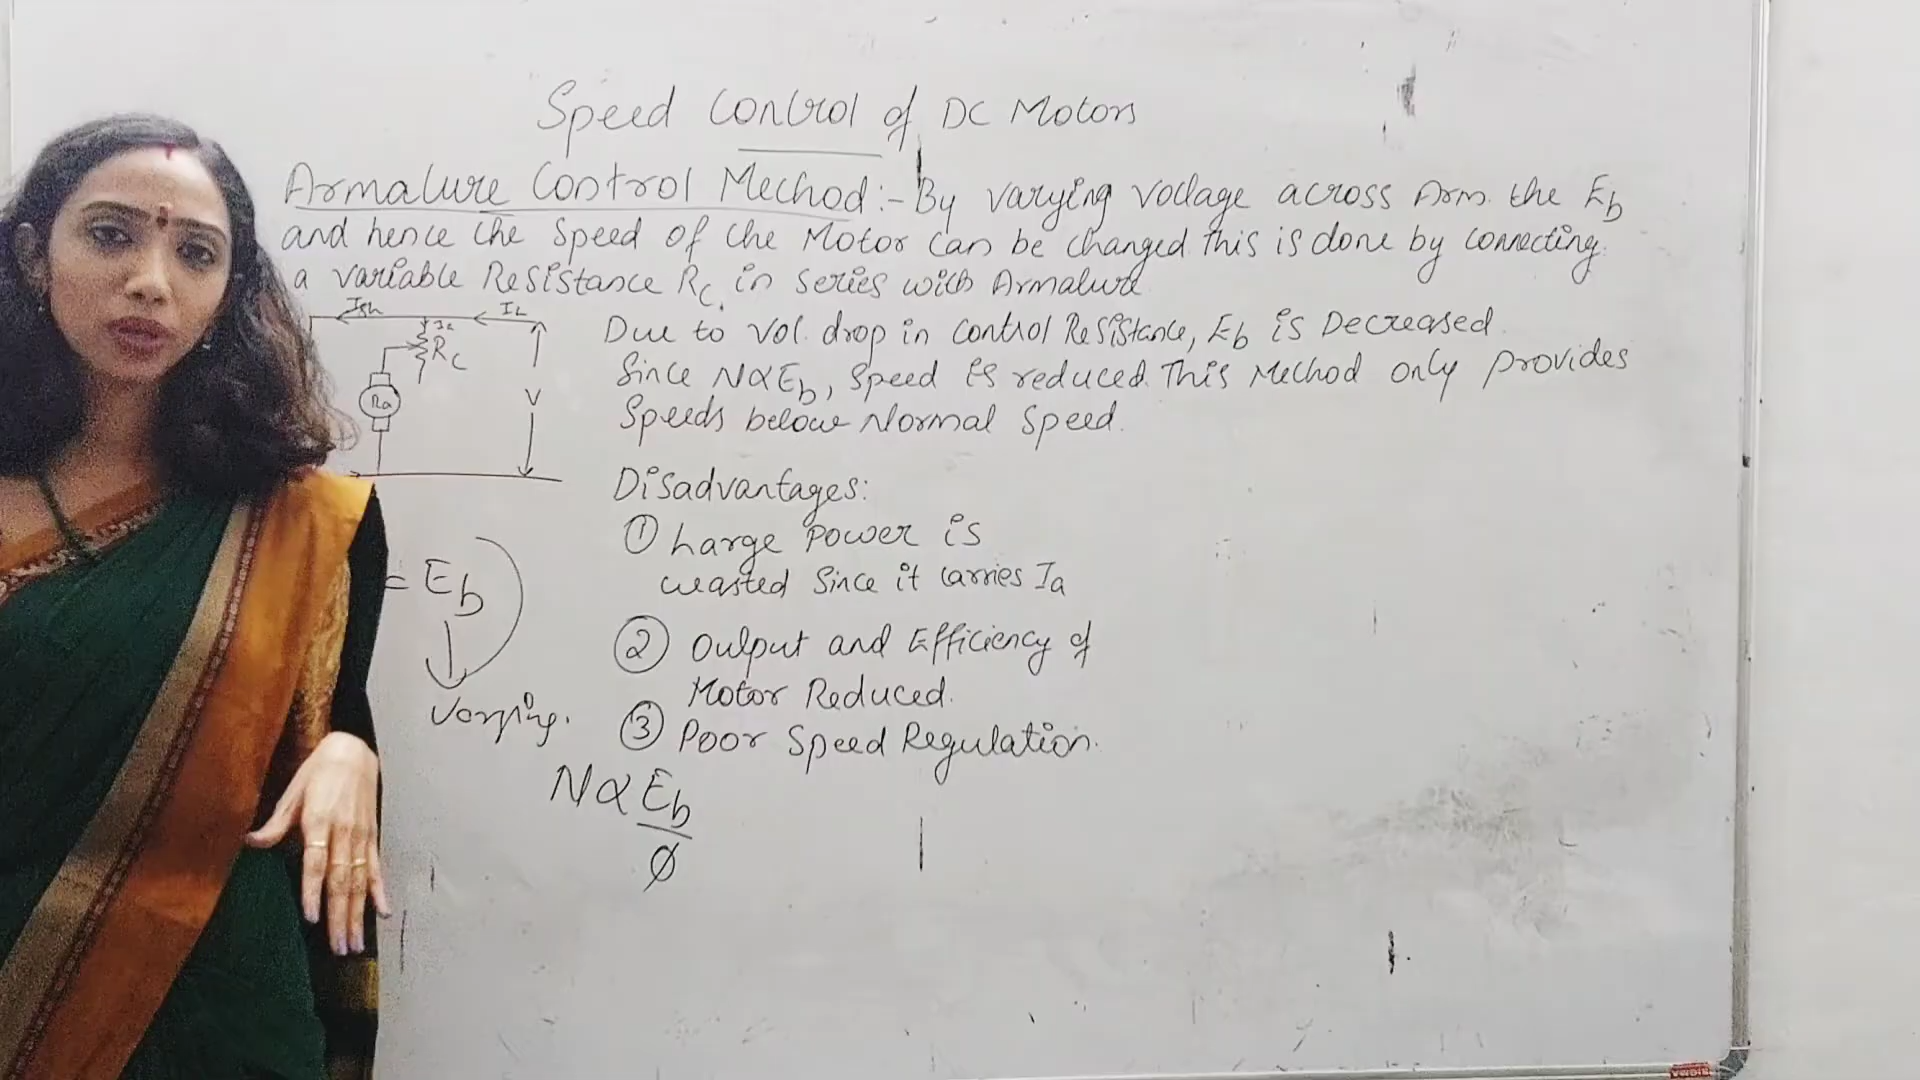 Speed Control of DC Motors
Armature Control Method:- By varying voltage across Arm. the Eb
and hence the Speed of the Motor can be changed this is done by connecting.
a variable Resistance Rc in series with Armature
Ish
IL
Ia
Rc
Ra
V
Due to vol. drop in control Resistance, Eb is Decreased.
Since N∝Eb, Speed is reduced. This Method only provides
Speeds below Normal Speed.
Disadvantages:
① Large power is
wasted Since it carries Ia
② Output and Efficiency of
Motor Reduced.
③ Poor Speed Regulation.
= Eb
↓
Varying.
N ∝ Eb
Ø
SIGMA